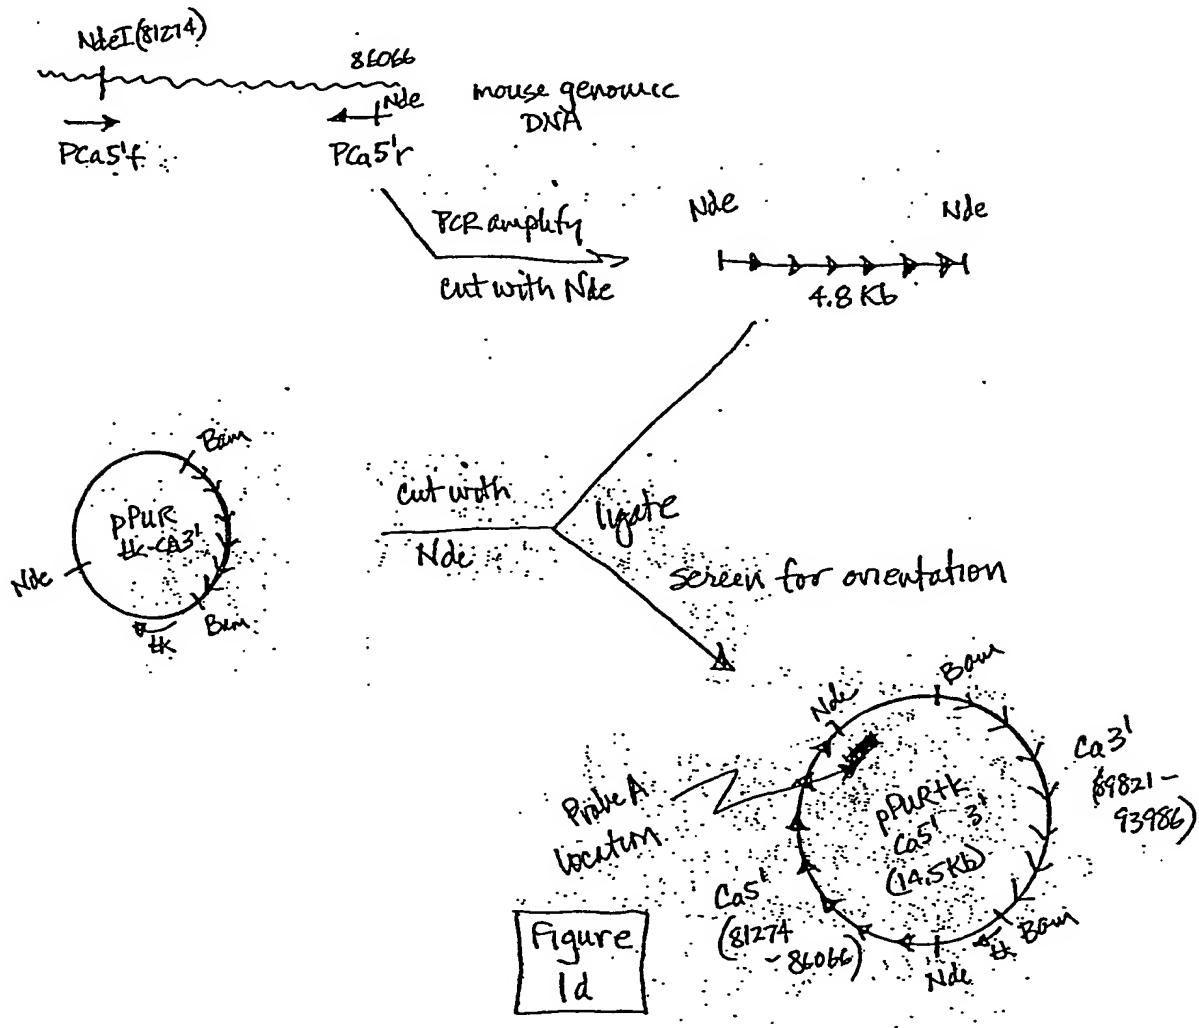 NdeI(81274)
86066
Nde
mouse genomic
DNA
PCa5'f
PCa5'r
PCR amplify
cut with Nde
Nde
Nde
4.8 Kb
Bam
pPUR
tk-CA3'
Nde
Bam
tk
cut with
Nde
ligate
screen for orientation
Bam
Nde
Ca3'
(89821-
93986)
Probe A
location
pPURtk
Ca5' 3'
(14.5Kb)
Ca5'
(81274
- 86066)
Bam
tk
Nde
Figure
1d